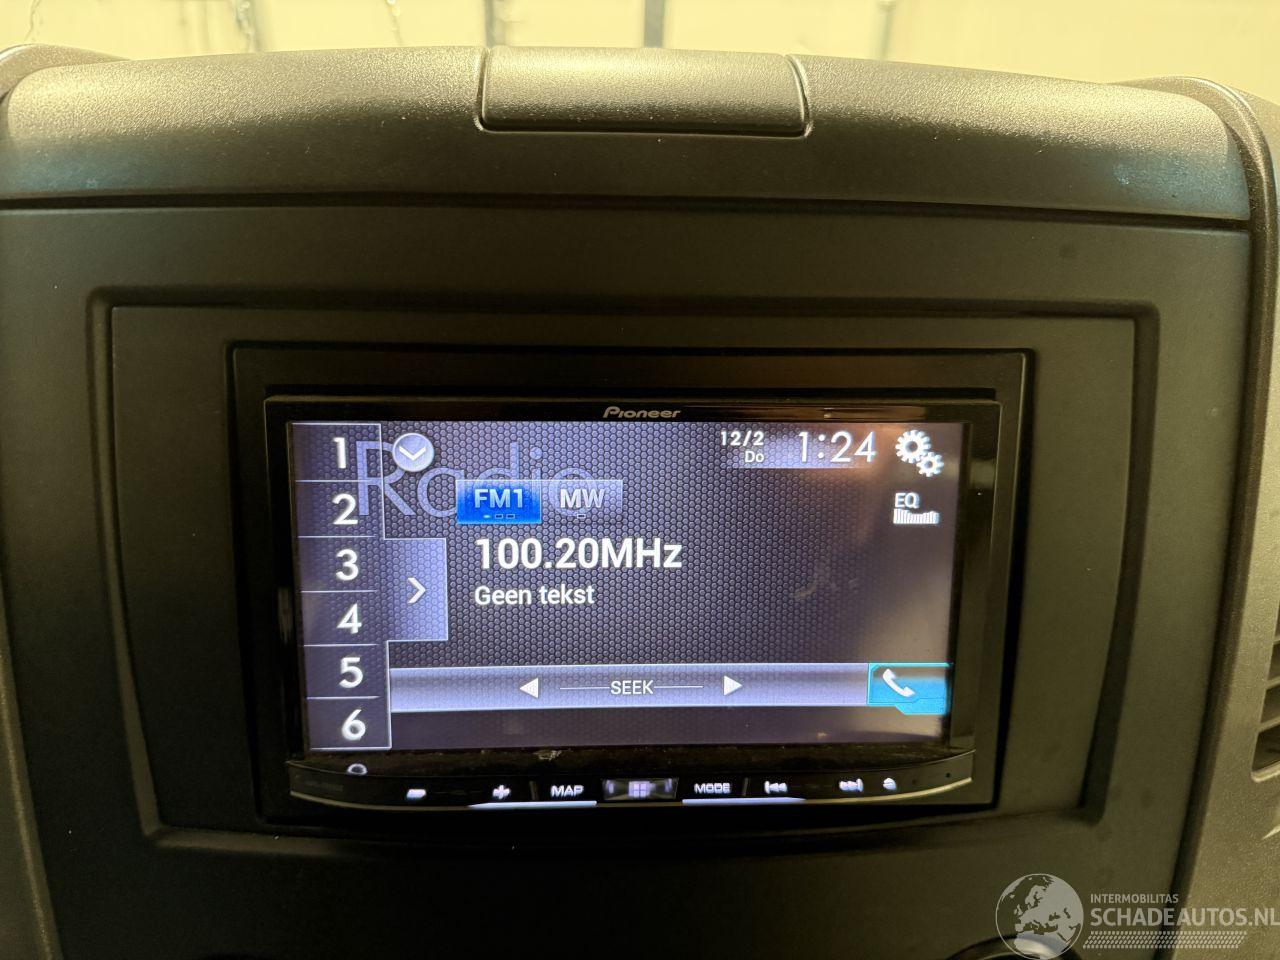 Pioneer
1
Radio
12/2
Do
1:24
2
FM1
MW
EQ
3
100.20MHz
Geen tekst
4
5
SEEK
6
MAP
MODE
INTERMOBILITAS
SCHADEAUTOS.NL